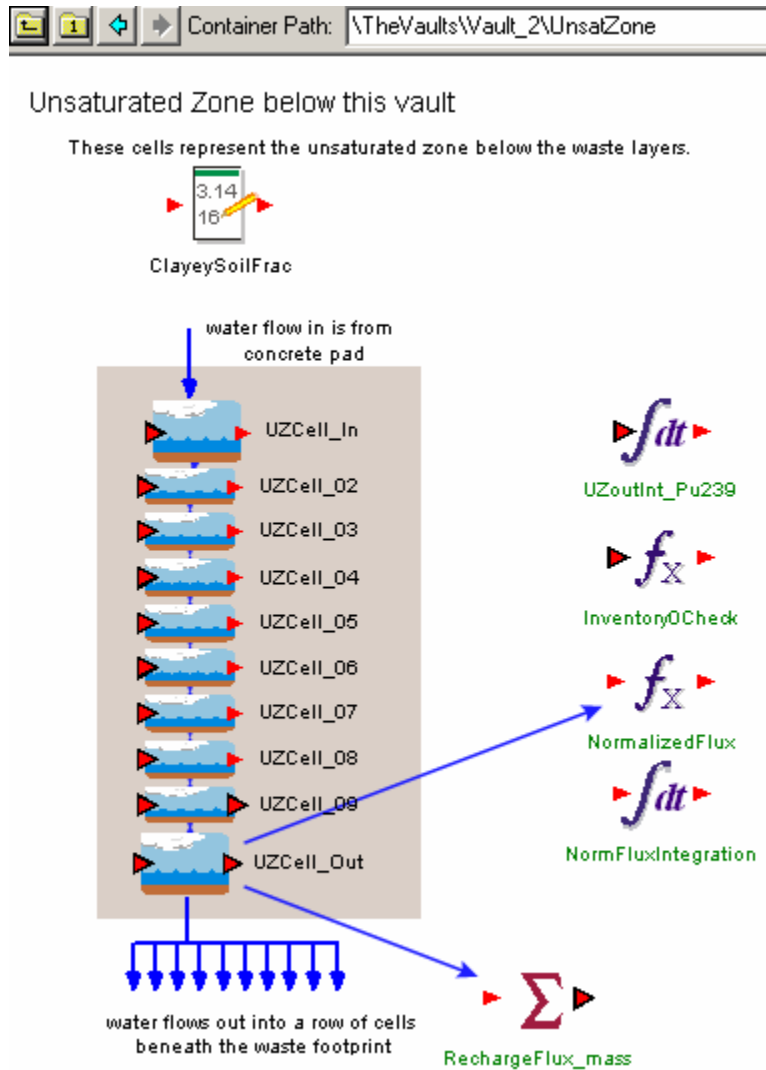 Container Path: \TheVaults\Vault_2\UnsatZone
Unsaturated Zone below this vault
These cells represent the unsaturated zone below the waste layers.
3.14
16
ClayeySoilFrac
water flow in is from
concrete pad
UZCell_In
UZCell_02
UZCell_03
UZCell_04
UZCell_05
UZCell_06
UZCell_07
UZCell_08
UZCell_09
UZCell_Out
∫dt
UZoutInt_Pu239
fx
Inventory0Check
fx
NormalizedFlux
∫dt
NormFluxIntegration
water flows out into a row of cells
beneath the waste footprint
Σ
RechargeFlux_mass